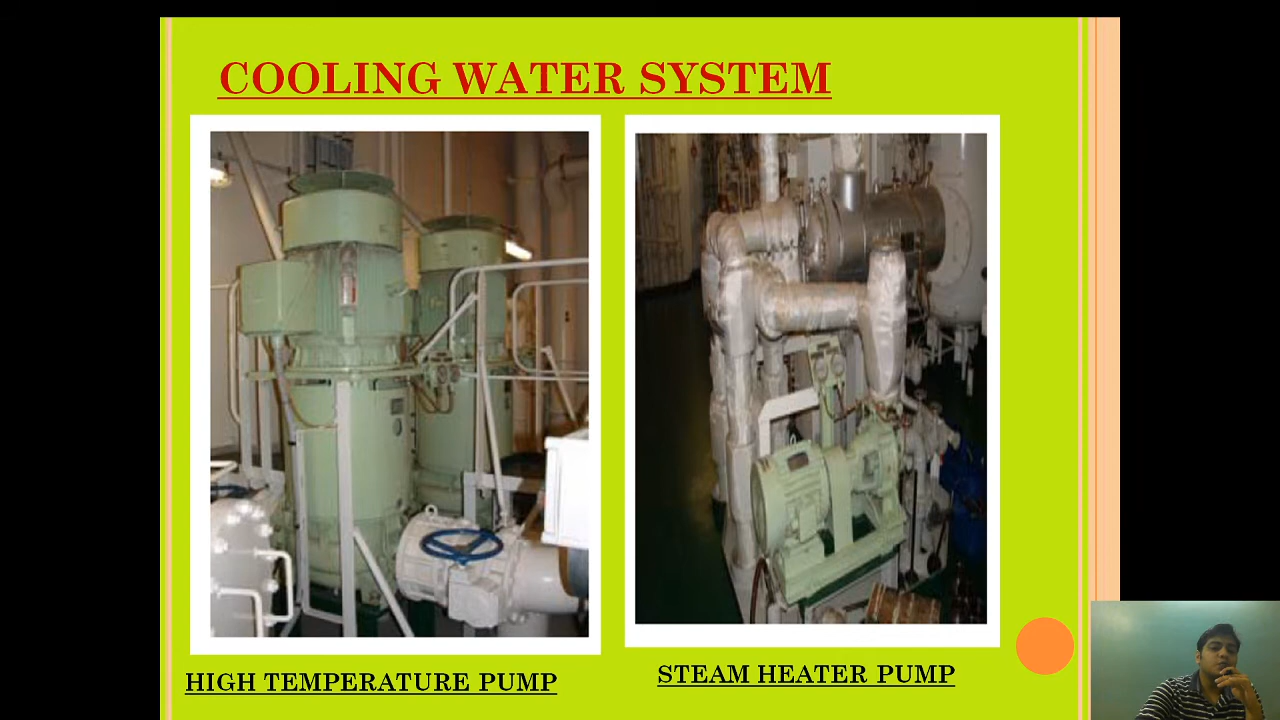 COOLING WATER SYSTEM
HIGH TEMPERATURE PUMP
STEAM HEATER PUMP